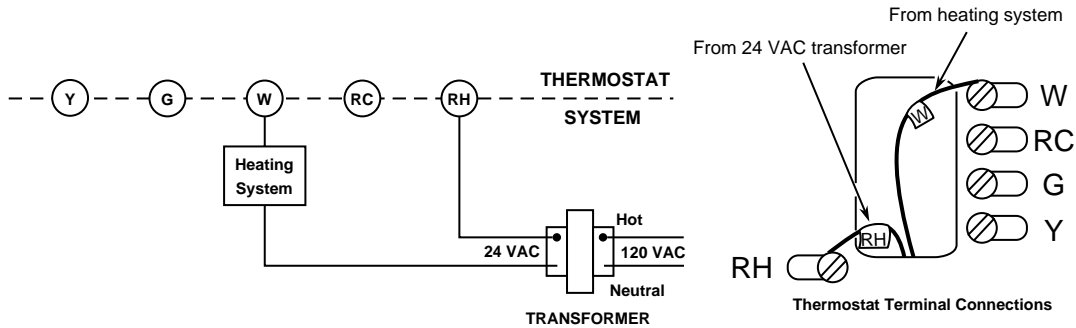 Y
G
W
RC
RH
THERMOSTAT
SYSTEM
Heating
System
24 VAC
Hot
120 VAC
Neutral
TRANSFORMER
From heating system
From 24 VAC transformer
W
W
RC
G
Y
RH
RH
Thermostat Terminal Connections